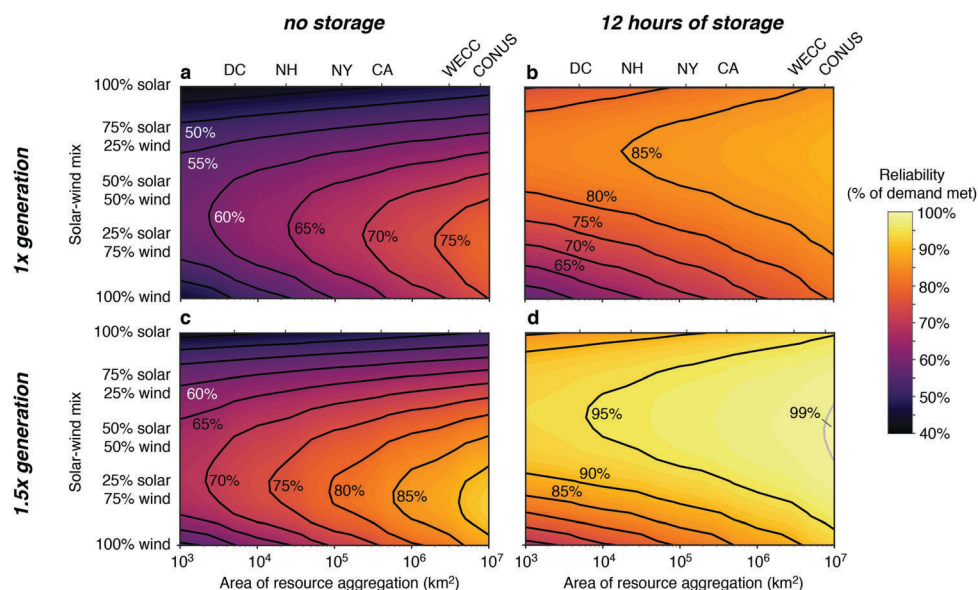 no storage
12 hours of storage
a
DC
NH
NY
CA
WECC
CONUS
b
DC
NH
NY
CA
WECC
CONUS
1x generation
Solar-wind mix
100% solar
75% solar
25% wind
50% solar
50% wind
25% solar
75% wind
100% wind
50%
55%
60%
65%
70%
75%
85%
80%
75%
70%
65%
Reliability
(% of demand met)
100%
90%
80%
70%
60%
50%
40%
1.5x generation
Solar-wind mix
c
d
100% solar
75% solar
25% wind
50% solar
50% wind
25% solar
75% wind
100% wind
60%
65%
70%
75%
80%
85%
95%
99%
90%
85%
10³
10⁴
10⁵
10⁶
10⁷
Area of resource aggregation (km²)
10³
10⁴
10⁵
10⁶
10⁷
Area of resource aggregation (km²)